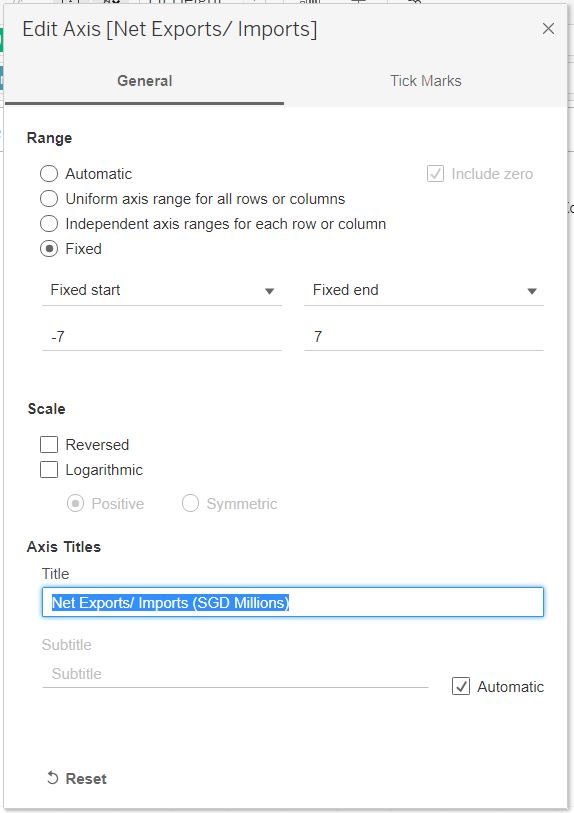 Edit Axis [Net Exports/ Imports]
General
Tick Marks
Range
Automatic
Include zero
Uniform axis range for all rows or columns
Independent axis ranges for each row or column
Fixed
Fixed start
Fixed end
-7
7
Scale
Reversed
Logarithmic
Positive
Symmetric
Axis Titles
Title
Net Exports/ Imports (SGD Millions)
Subtitle
Subtitle
Automatic
Reset